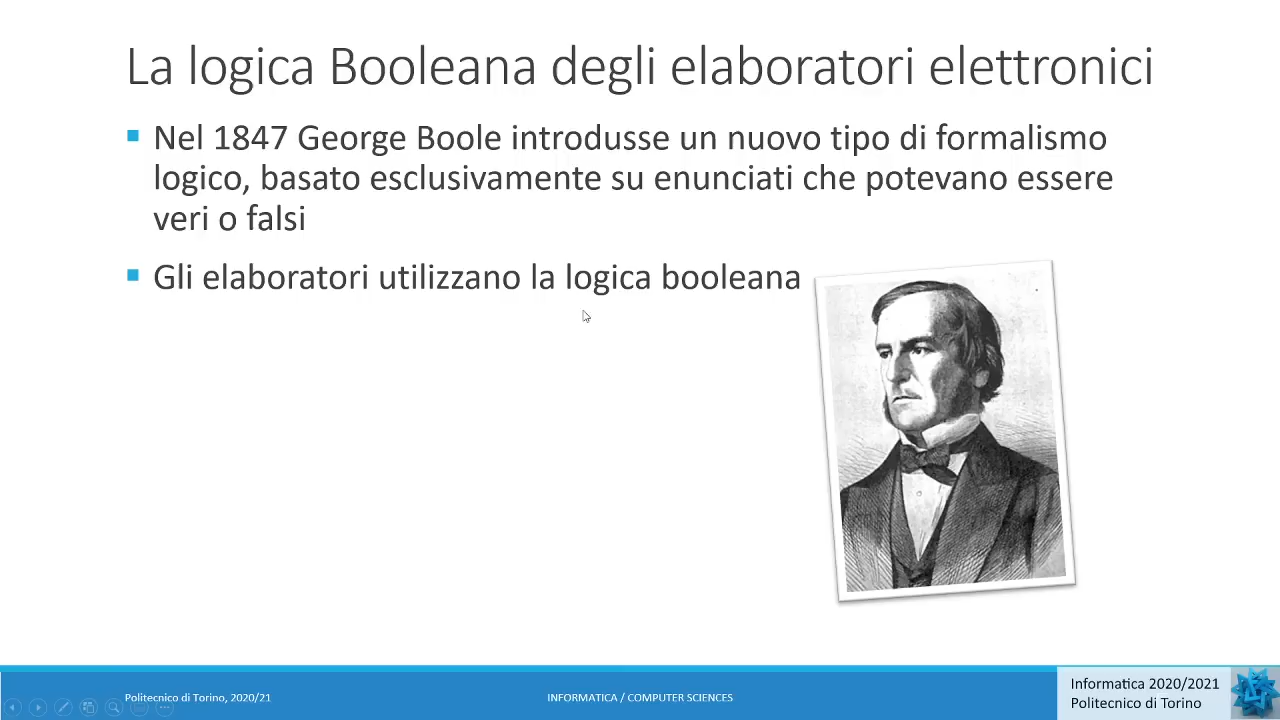 La logica Booleana degli elaboratori elettronici
Nel 1847 George Boole introdusse un nuovo tipo di formalismo
logico, basato esclusivamente su enunciati che potevano essere
veri o falsi
Gli elaboratori utilizzano la logica booleana
Politecnico di Torino, 2020/21
INFORMATICA / COMPUTER SCIENCES
Informatica 2020/2021
Politecnico di Torino